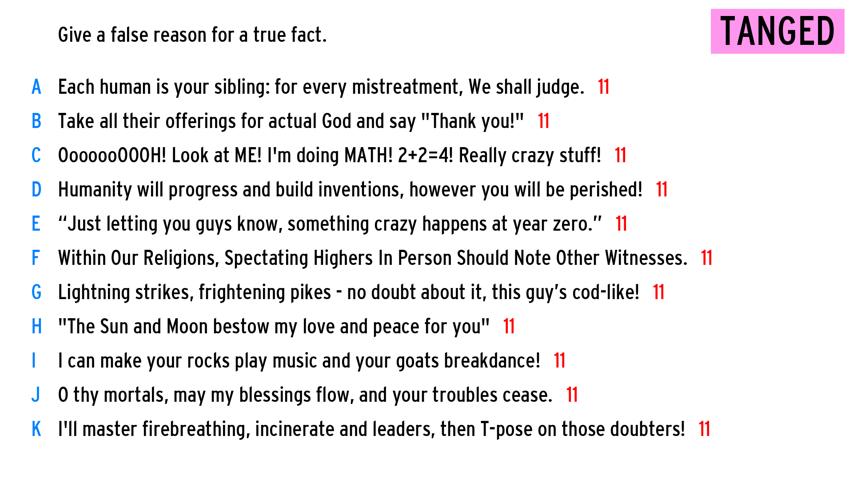 Give a false reason for a true fact.
TANGED
A Each human is your sibling: for every mistreatment, We shall judge. 11
B Take all their offerings for actual God and say "Thank you!" 11
C OoooooOOOH! Look at ME! I'm doing MATH! 2+2=4! Really crazy stuff! 11
D Humanity will progress and build inventions, however you will be perished! 11
E “Just letting you guys know, something crazy happens at year zero.” 11
F Within Our Religions, Spectating Highers In Person Should Note Other Witnesses. 11
G Lightning strikes, frightening pikes - no doubt about it, this guy’s cod-like! 11
H "The Sun and Moon bestow my love and peace for you" 11
I I can make your rocks play music and your goats breakdance! 11
J O thy mortals, may my blessings flow, and your troubles cease. 11
K I'll master firebreathing, incinerate and leaders, then T-pose on those doubters! 11